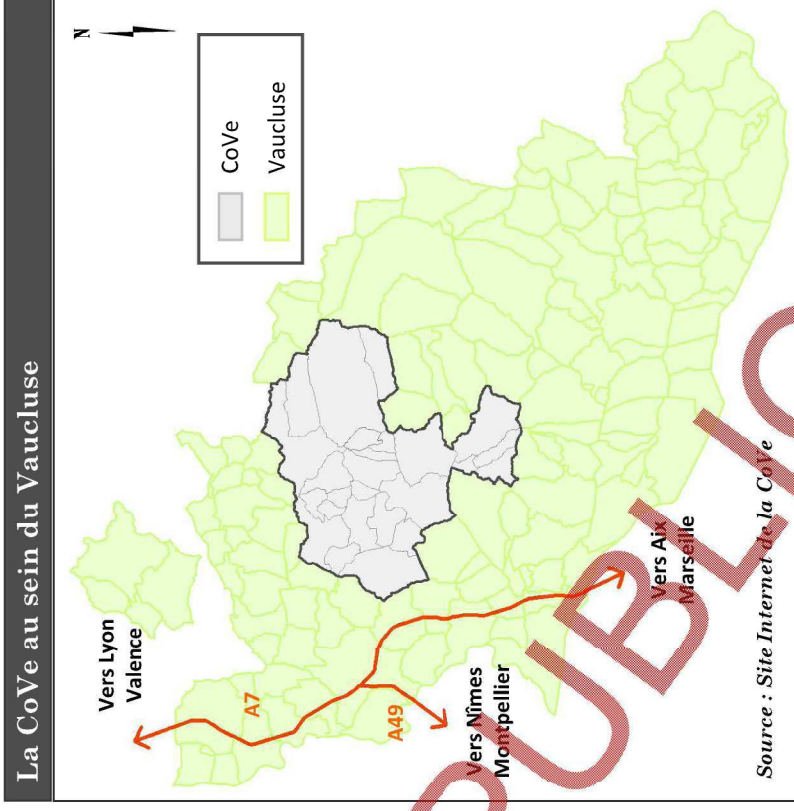 La CoVe au sein du Vaucluse
N
CoVe
Vaucluse
Vers Lyon
Valence
A7
A49
Vers Nîmes
Montpellier
Vers Aix
Marseille
Source : Site Internet de la CoVe
PUBLIC